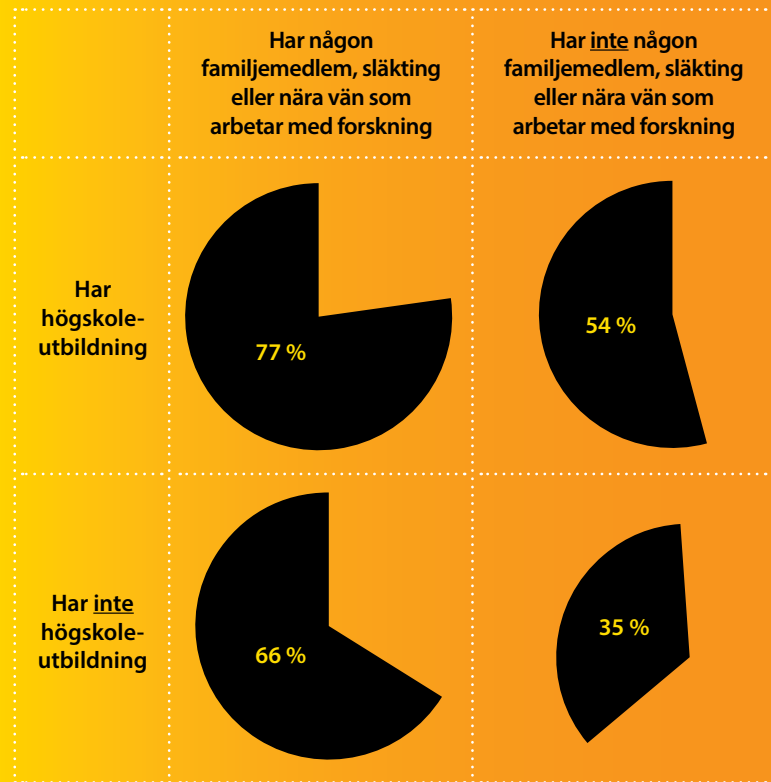 Har någon
familjemedlem, släkting
eller nära vän som
arbetar med forskning
Har inte någon
familjemedlem, släkting
eller nära vän som
arbetar med forskning
Har
högskole-
utbildning
77 %
54 %
Har inte
högskole-
utbildning
66 %
35 %